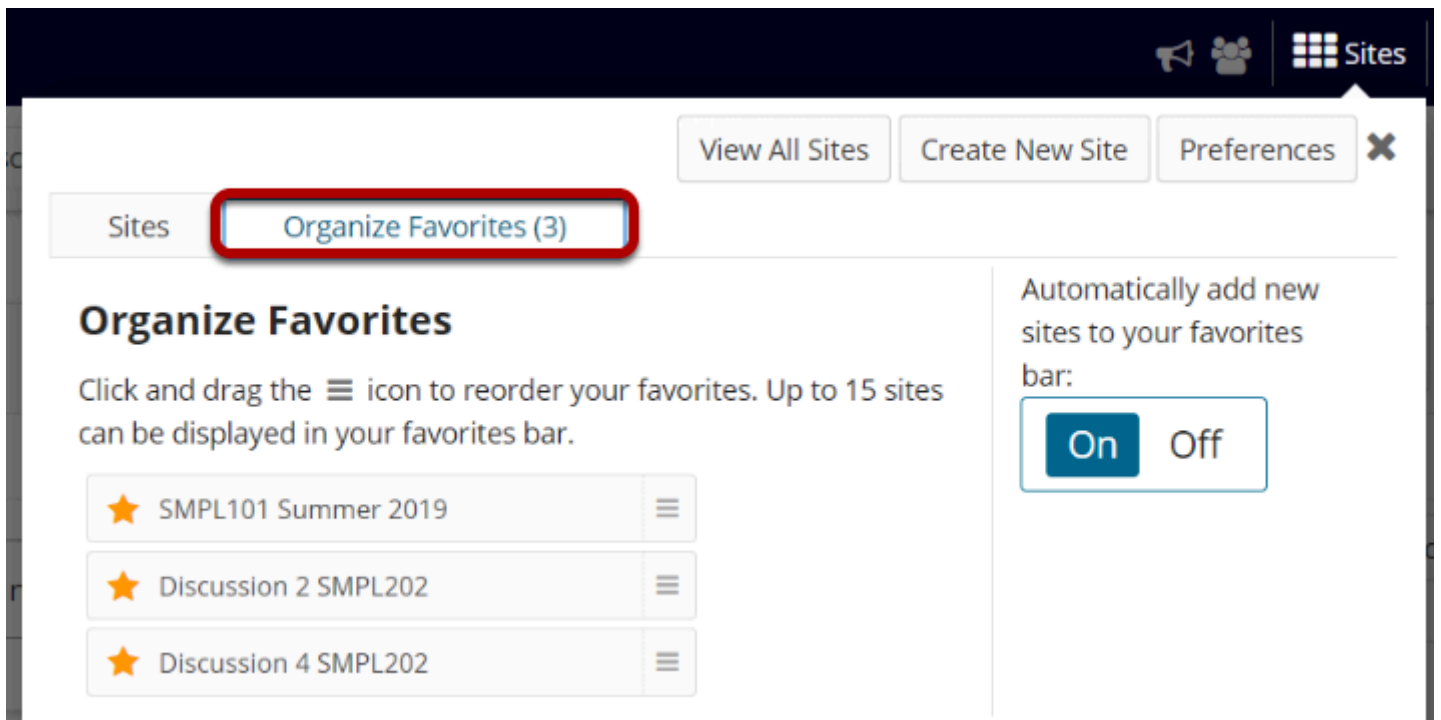 Sites
View All Sites
Create New Site
Preferences
Sites
Organize Favorites (3)
Organize Favorites
Click and drag the ≡ icon to reorder your favorites. Up to 15 sites
can be displayed in your favorites bar.
SMPL101 Summer 2019
Discussion 2 SMPL202
Discussion 4 SMPL202
Automatically add new
sites to your favorites
bar:
On Off